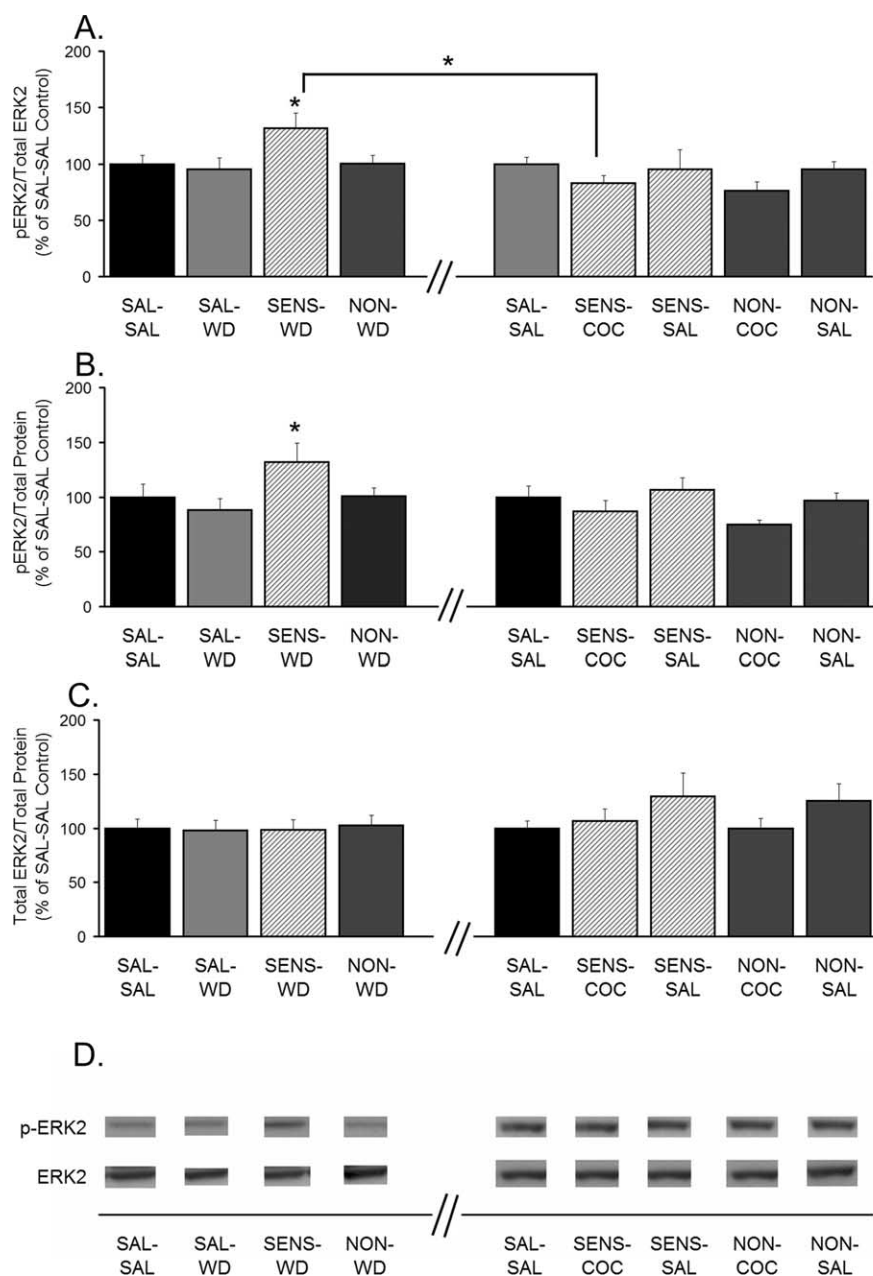 A.
pERK2/Total ERK2
(% of SAL-SAL Control)
200
150
100
50
0
*
*
SAL-
SAL
SAL-
WD
SENS-
WD
NON-
WD
//
SAL-
SAL
SENS-
COC
SENS-
SAL
NON-
COC
NON-
SAL
B.
pERK2/Total Protein
(% of SAL-SAL Control)
200
150
100
50
0
*
SAL-
SAL
SAL-
WD
SENS-
WD
NON-
WD
//
SAL-
SAL
SENS-
COC
SENS-
SAL
NON-
COC
NON-
SAL
C.
Total ERK2/Total Protein
(% of SAL-SAL Control)
200
150
100
50
0
SAL-
SAL
SAL-
WD
SENS-
WD
NON-
WD
//
SAL-
SAL
SENS-
COC
SENS-
SAL
NON-
COC
NON-
SAL
D.
p-ERK2
ERK2
SAL-
SAL
SAL-
WD
SENS-
WD
NON-
WD
//
SAL-
SAL
SENS-
COC
SENS-
SAL
NON-
COC
NON-
SAL